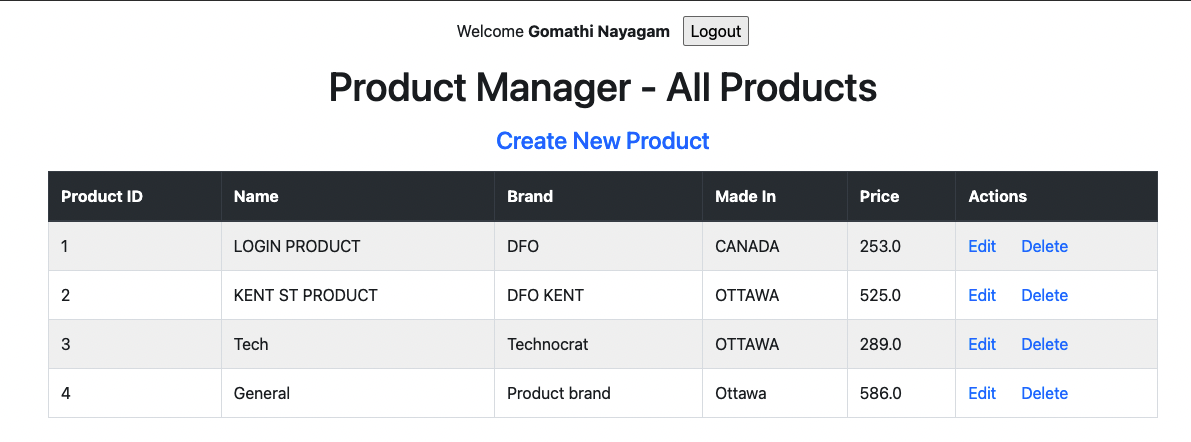 Welcome Gomathi Nayagam Logout
Product Manager - All Products
Create New Product
Product ID Name Brand Made In Price Actions
1 LOGIN PRODUCT DFO CANADA 253.0 Edit Delete
2 KENT ST PRODUCT DFO KENT OTTAWA 525.0 Edit Delete
3 Tech Technocrat OTTAWA 289.0 Edit Delete
4 General Product brand Ottawa 586.0 Edit Delete